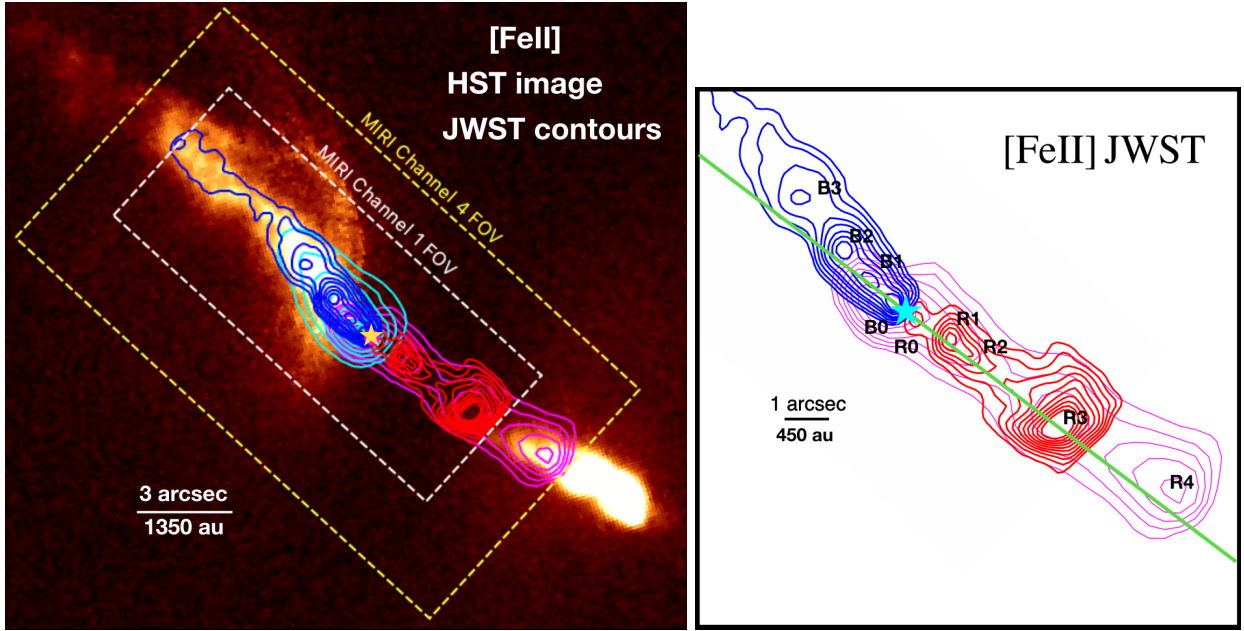 [FeII]
HST image
JWST contours
MIRI Channel 4 FOV
MIRI Channel 1 FOV
3 arcsec
1350 au
[FeII] JWST
B3
B2
B1
B0
R0
R1
R2
1 arcsec
450 au
R3
R4